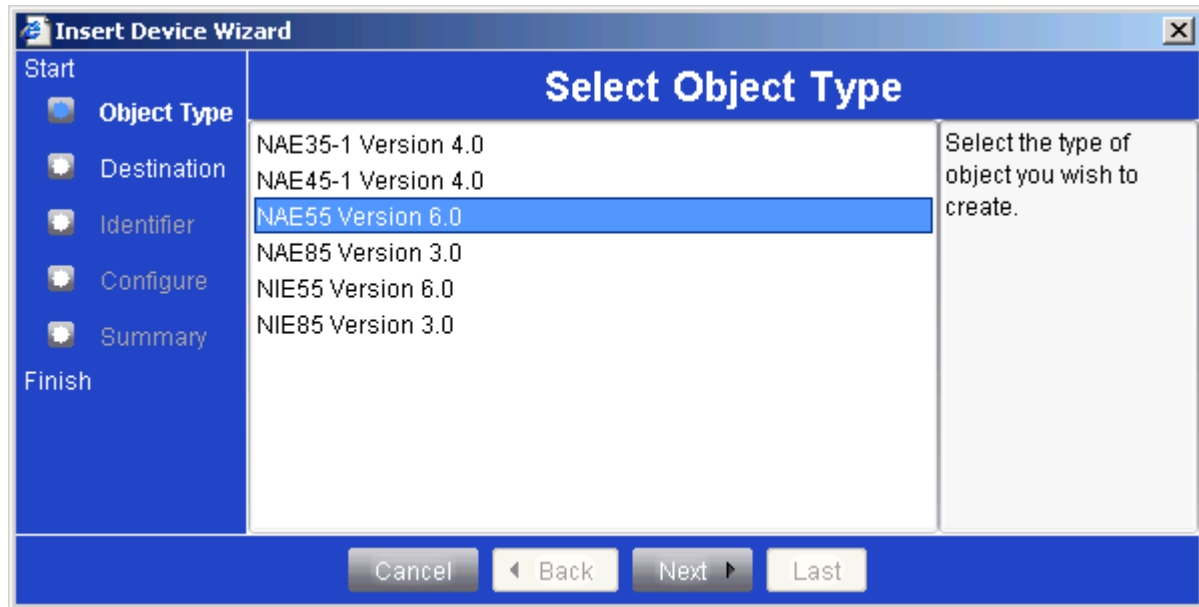 Insert Device Wizard
Start
Object Type
Destination
Identifier
Configure
Summary
Finish
Select Object Type
NAE35-1 Version 4.0
NAE45-1 Version 4.0
NAE55 Version 6.0
NAE85 Version 3.0
NIE55 Version 6.0
NIE85 Version 3.0
Select the type of
object you wish to
create.
Cancel
Back
Next
Last